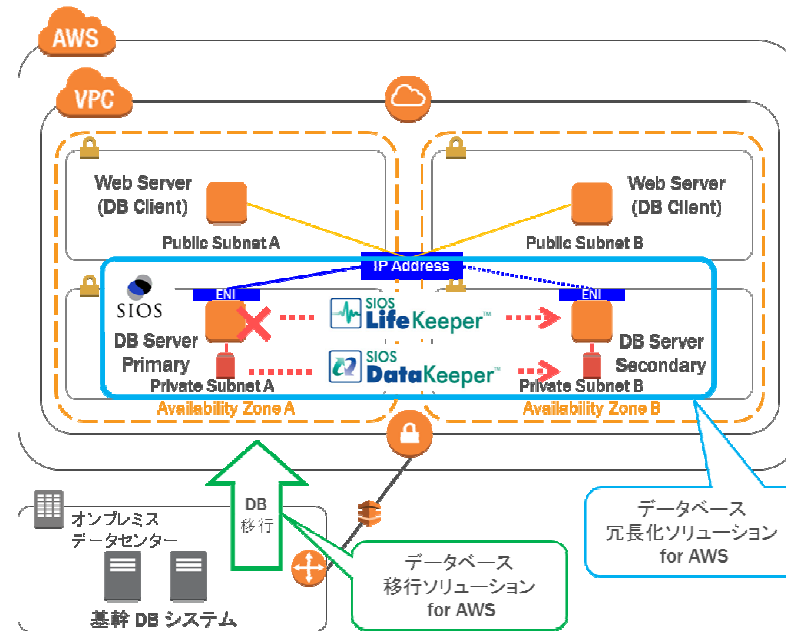 AWS
VPC
Web Server
(DB Client)
Public Subnet A
Web Server
(DB Client)
Public Subnet B
IP Address
SIOS
ENI
ENI
DB Server
Primary
Private Subnet A
SIOS
LifeKeeper™
SIOS
DataKeeper™
DB Server
Secondary
Private Subnet B
Availability Zone A
Availability Zone B
DB
移行
オンプレミス
データセンター
基幹 DB システム
データベース
移行ソリューション
for AWS
データベース
冗長化ソリューション
for AWS